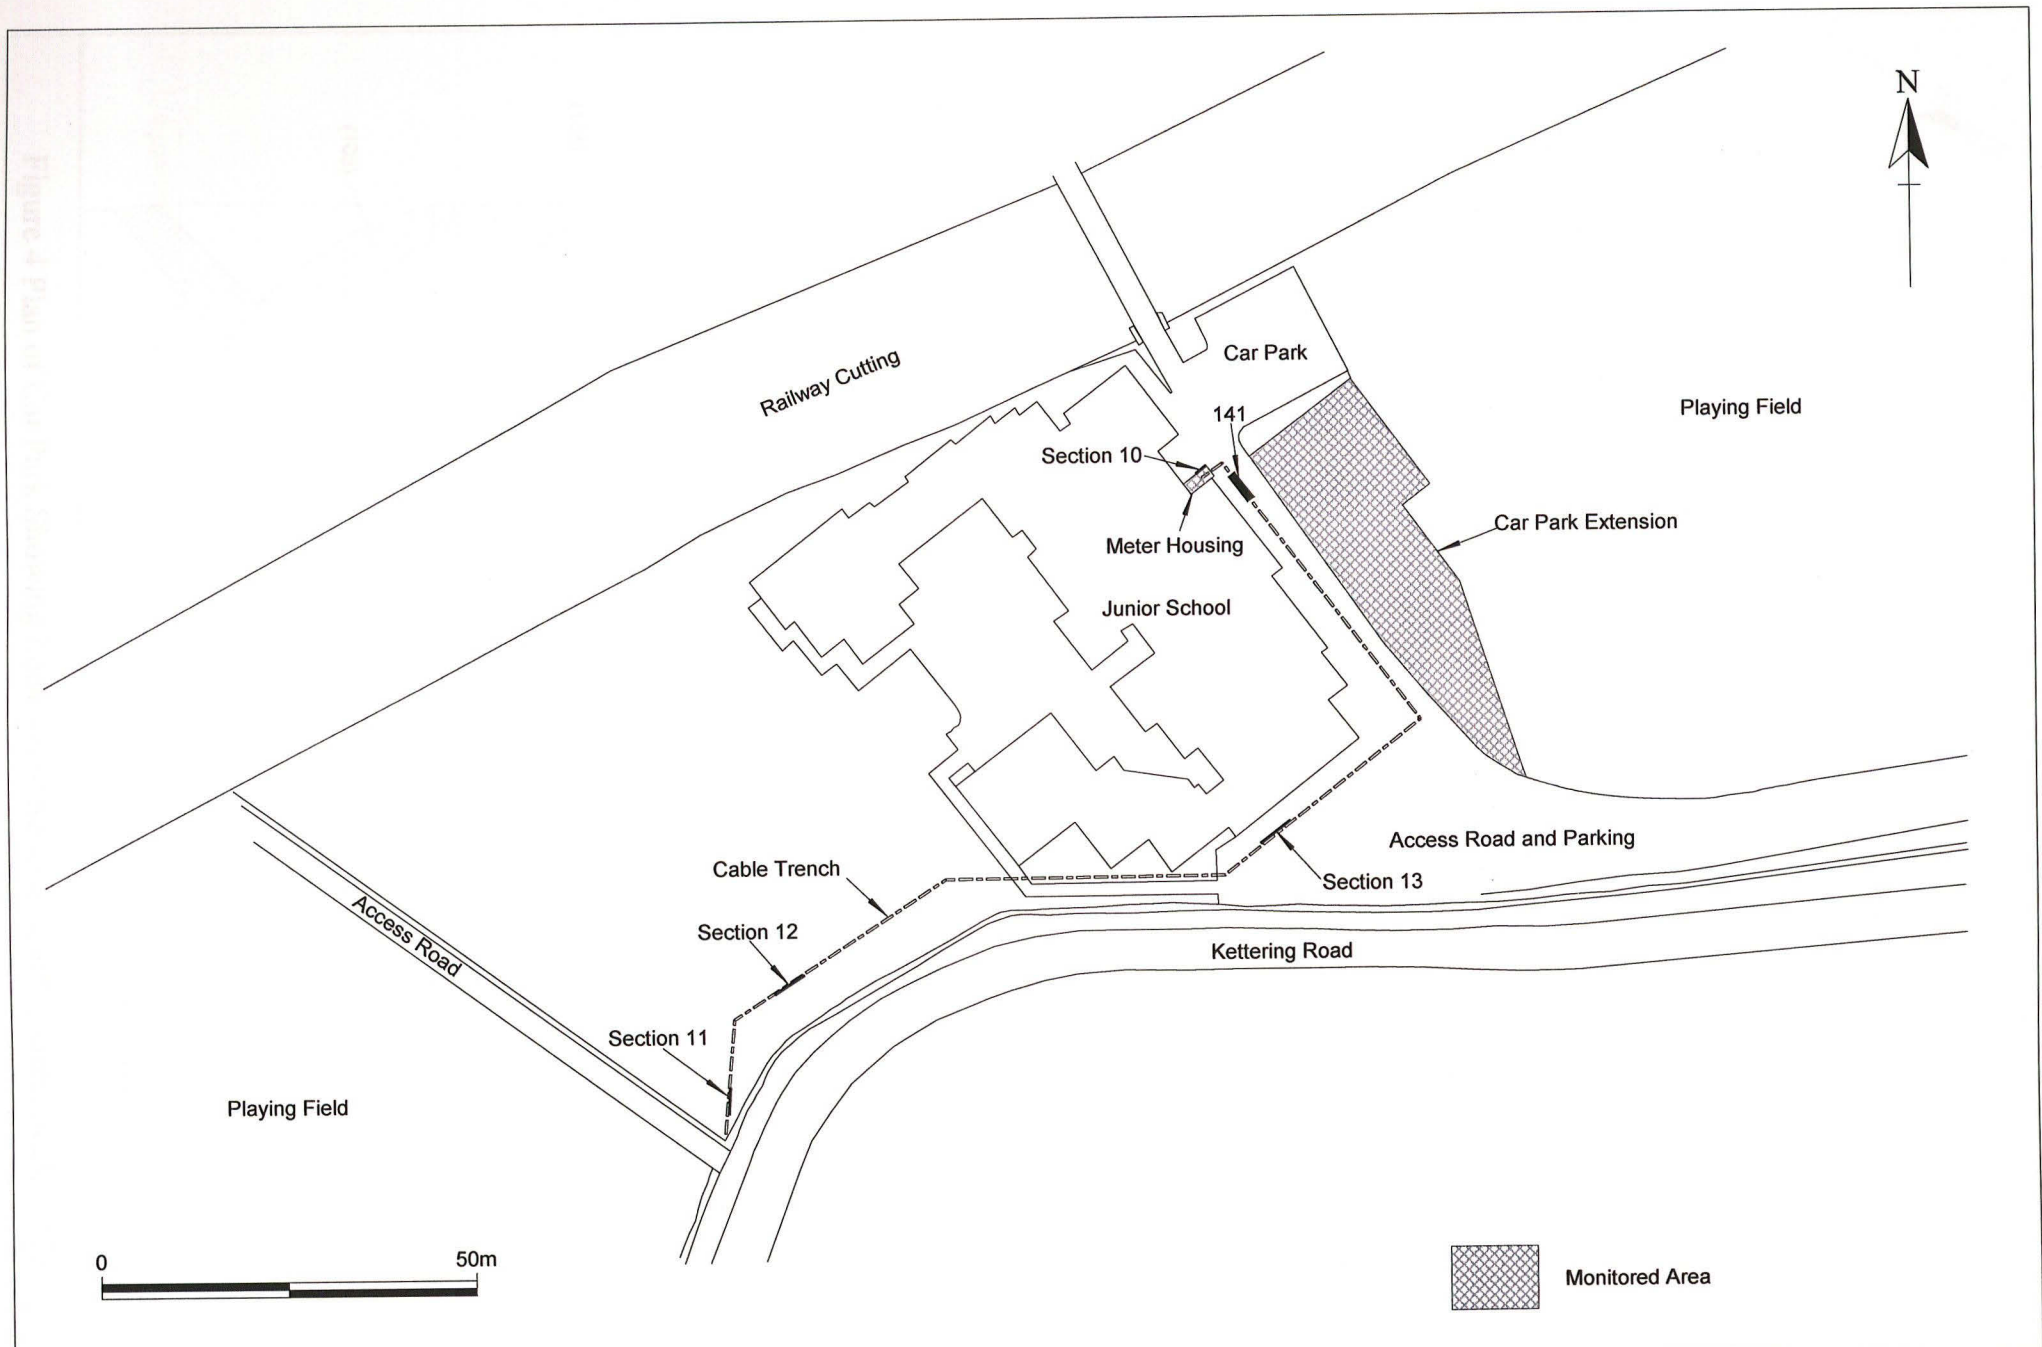 N
Railway Cutting
Car Park
Playing Field
141
Section 10
Car Park Extension
Meter Housing
Junior School
Access Road and Parking
Cable Trench
Section 13
Access Road
Section 12
Kettering Road
Section 11
Playing Field
0 50m
Monitored Area